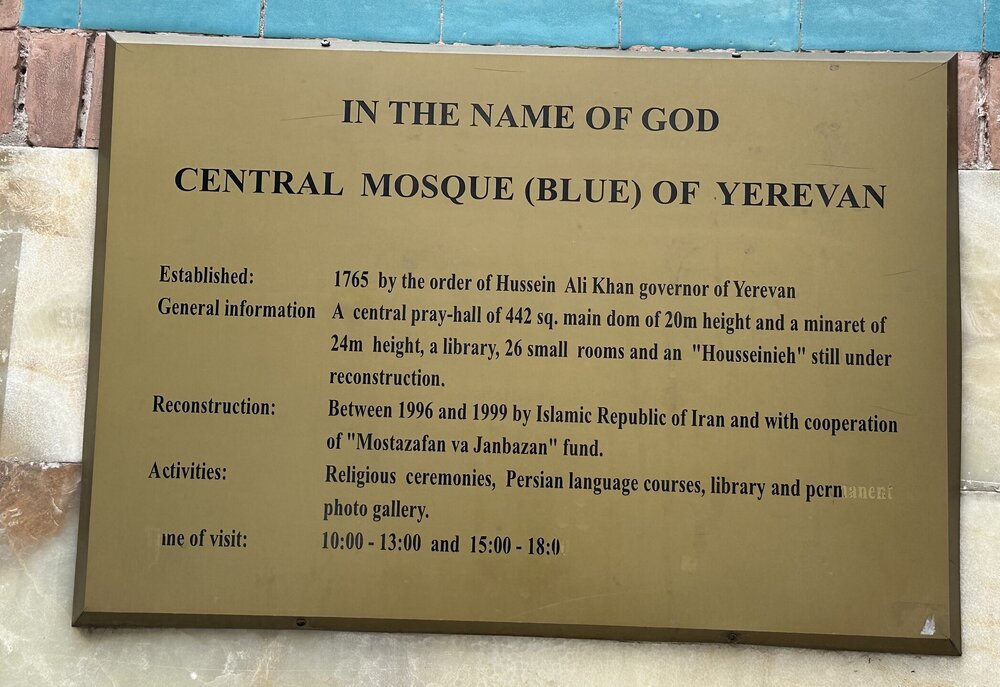 IN THE NAME OF GOD
CENTRAL MOSQUE (BLUE) OF YEREVAN
Established: 1765 by the order of Hussein Ali Khan governor of Yerevan
General information A central pray-hall of 442 sq. main dom of 20m height and a minaret of
24m height, a library, 26 small rooms and an "Housseinieh" still under
reconstruction.
Reconstruction: Between 1996 and 1999 by Islamic Republic of Iran and with cooperation
of "Mostazafan va Janbazan" fund.
Activities: Religious ceremonies, Persian language courses, library and permanent
photo gallery.
Time of visit: 10:00 - 13:00 and 15:00 - 18:0